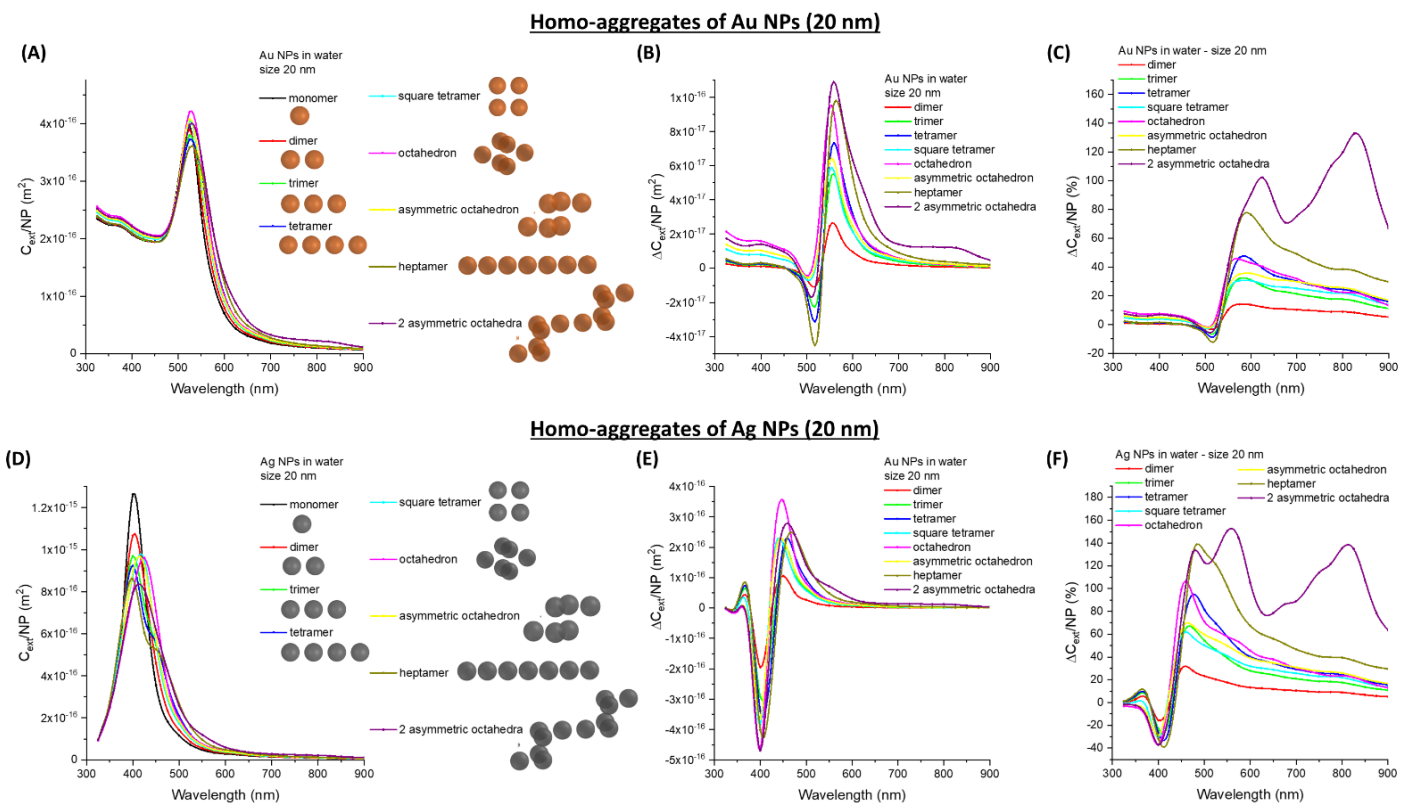 Homo-aggregates of Au NPs (20 nm)
(A)
Au NPs in water
size 20 nm
monomer
dimer
trimer
tetramer
square tetramer
octahedron
asymmetric octahedron
heptamer
2 asymmetric octahedra
4x10⁻¹⁶
3x10⁻¹⁶
2x10⁻¹⁶
1x10⁻¹⁶
0
C_ext/NP (m²)
300 400 500 600 700 800 900
Wavelength (nm)
(B)
Au NPs in water
size 20 nm
dimer
trimer
tetramer
square tetramer
octahedron
asymmetric octahedron
heptamer
2 asymmetric octahedra
1x10⁻¹⁶
8x10⁻¹⁷
6x10⁻¹⁷
4x10⁻¹⁷
2x10⁻¹⁷
0
-2x10⁻¹⁷
-4x10⁻¹⁷
ΔC_ext/NP (m²)
300 400 500 600 700 800 900
Wavelength (nm)
(C)
Au NPs in water - size 20 nm
dimer
trimer
tetramer
square tetramer
octahedron
asymmetric octahedron
heptamer
2 asymmetric octahedra
160
140
120
100
80
60
40
20
0
-20
ΔC_ext/NP (%)
300 400 500 600 700 800 900
Wavelength (nm)
Homo-aggregates of Ag NPs (20 nm)
(D)
Ag NPs in water
size 20 nm
monomer
dimer
trimer
tetramer
square tetramer
octahedron
asymmetric octahedron
heptamer
2 asymmetric octahedra
1.2x10⁻¹⁵
1x10⁻¹⁵
8x10⁻¹⁶
6x10⁻¹⁶
4x10⁻¹⁶
2x10⁻¹⁶
0
C_ext/NP (m²)
300 400 500 600 700 800 900
Wavelength (nm)
(E)
Au NPs in water
size 20 nm
dimer
trimer
tetramer
square tetramer
octahedron
asymmetric octahedron
heptamer
2 asymmetric octahedra
4x10⁻¹⁶
3x10⁻¹⁶
2x10⁻¹⁶
1x10⁻¹⁶
0
-1x10⁻¹⁶
-2x10⁻¹⁶
-3x10⁻¹⁶
-4x10⁻¹⁶
-5x10⁻¹⁶
ΔC_ext/NP (m²)
300 400 500 600 700 800 900
Wavelength (nm)
(F)
Ag NPs in water - size 20 nm
dimer
trimer
tetramer
square tetramer
octahedron
asymmetric octahedron
heptamer
2 asymmetric octahedra
180
160
140
120
100
80
60
40
20
0
-20
-40
ΔC_ext/NP (%)
300 400 500 600 700 800 900
Wavelength (nm)